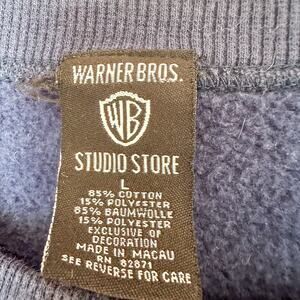 WARNER BROS.
WB
STUDIO STORE
L
85% COTTON
15% POLYESTER
85% BAUMWOLLE
15% POLYESTER
EXCLUSIVE OF
DECORATION
MADE IN MACAU
RN 82871
SEE REVERSE FOR CARE